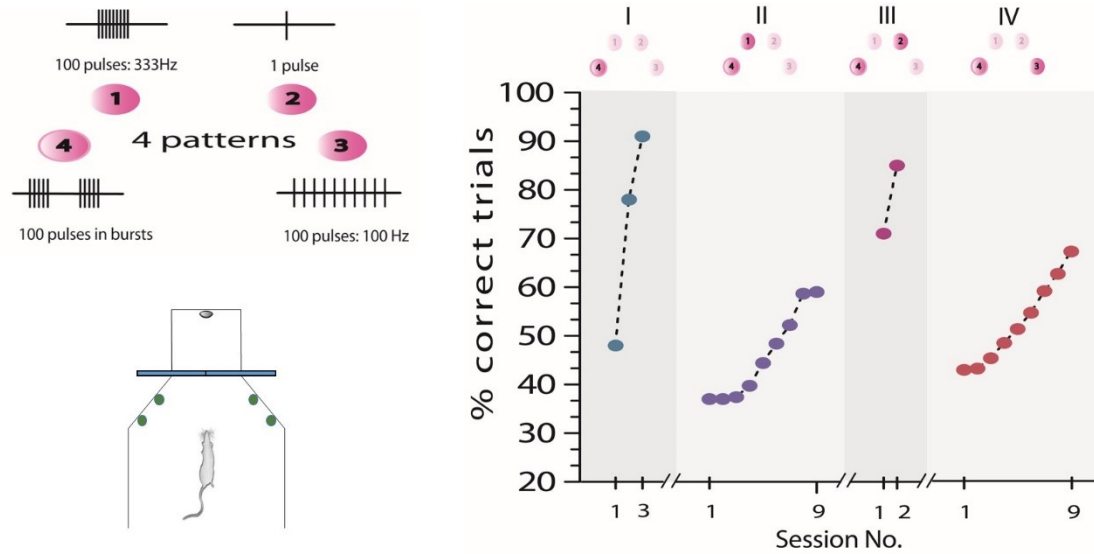 100 pulses: 333Hz
1 pulse
1
2
4 patterns
4
3
100 pulses in bursts
100 pulses: 100 Hz
I
II
III
IV
1 2
4 3
1 2
4 3
1 2
4 3
1 2
4 3
% correct trials
100
90
80
70
60
50
40
30
20
1 3 1 9 1 2 1 9
Session No.